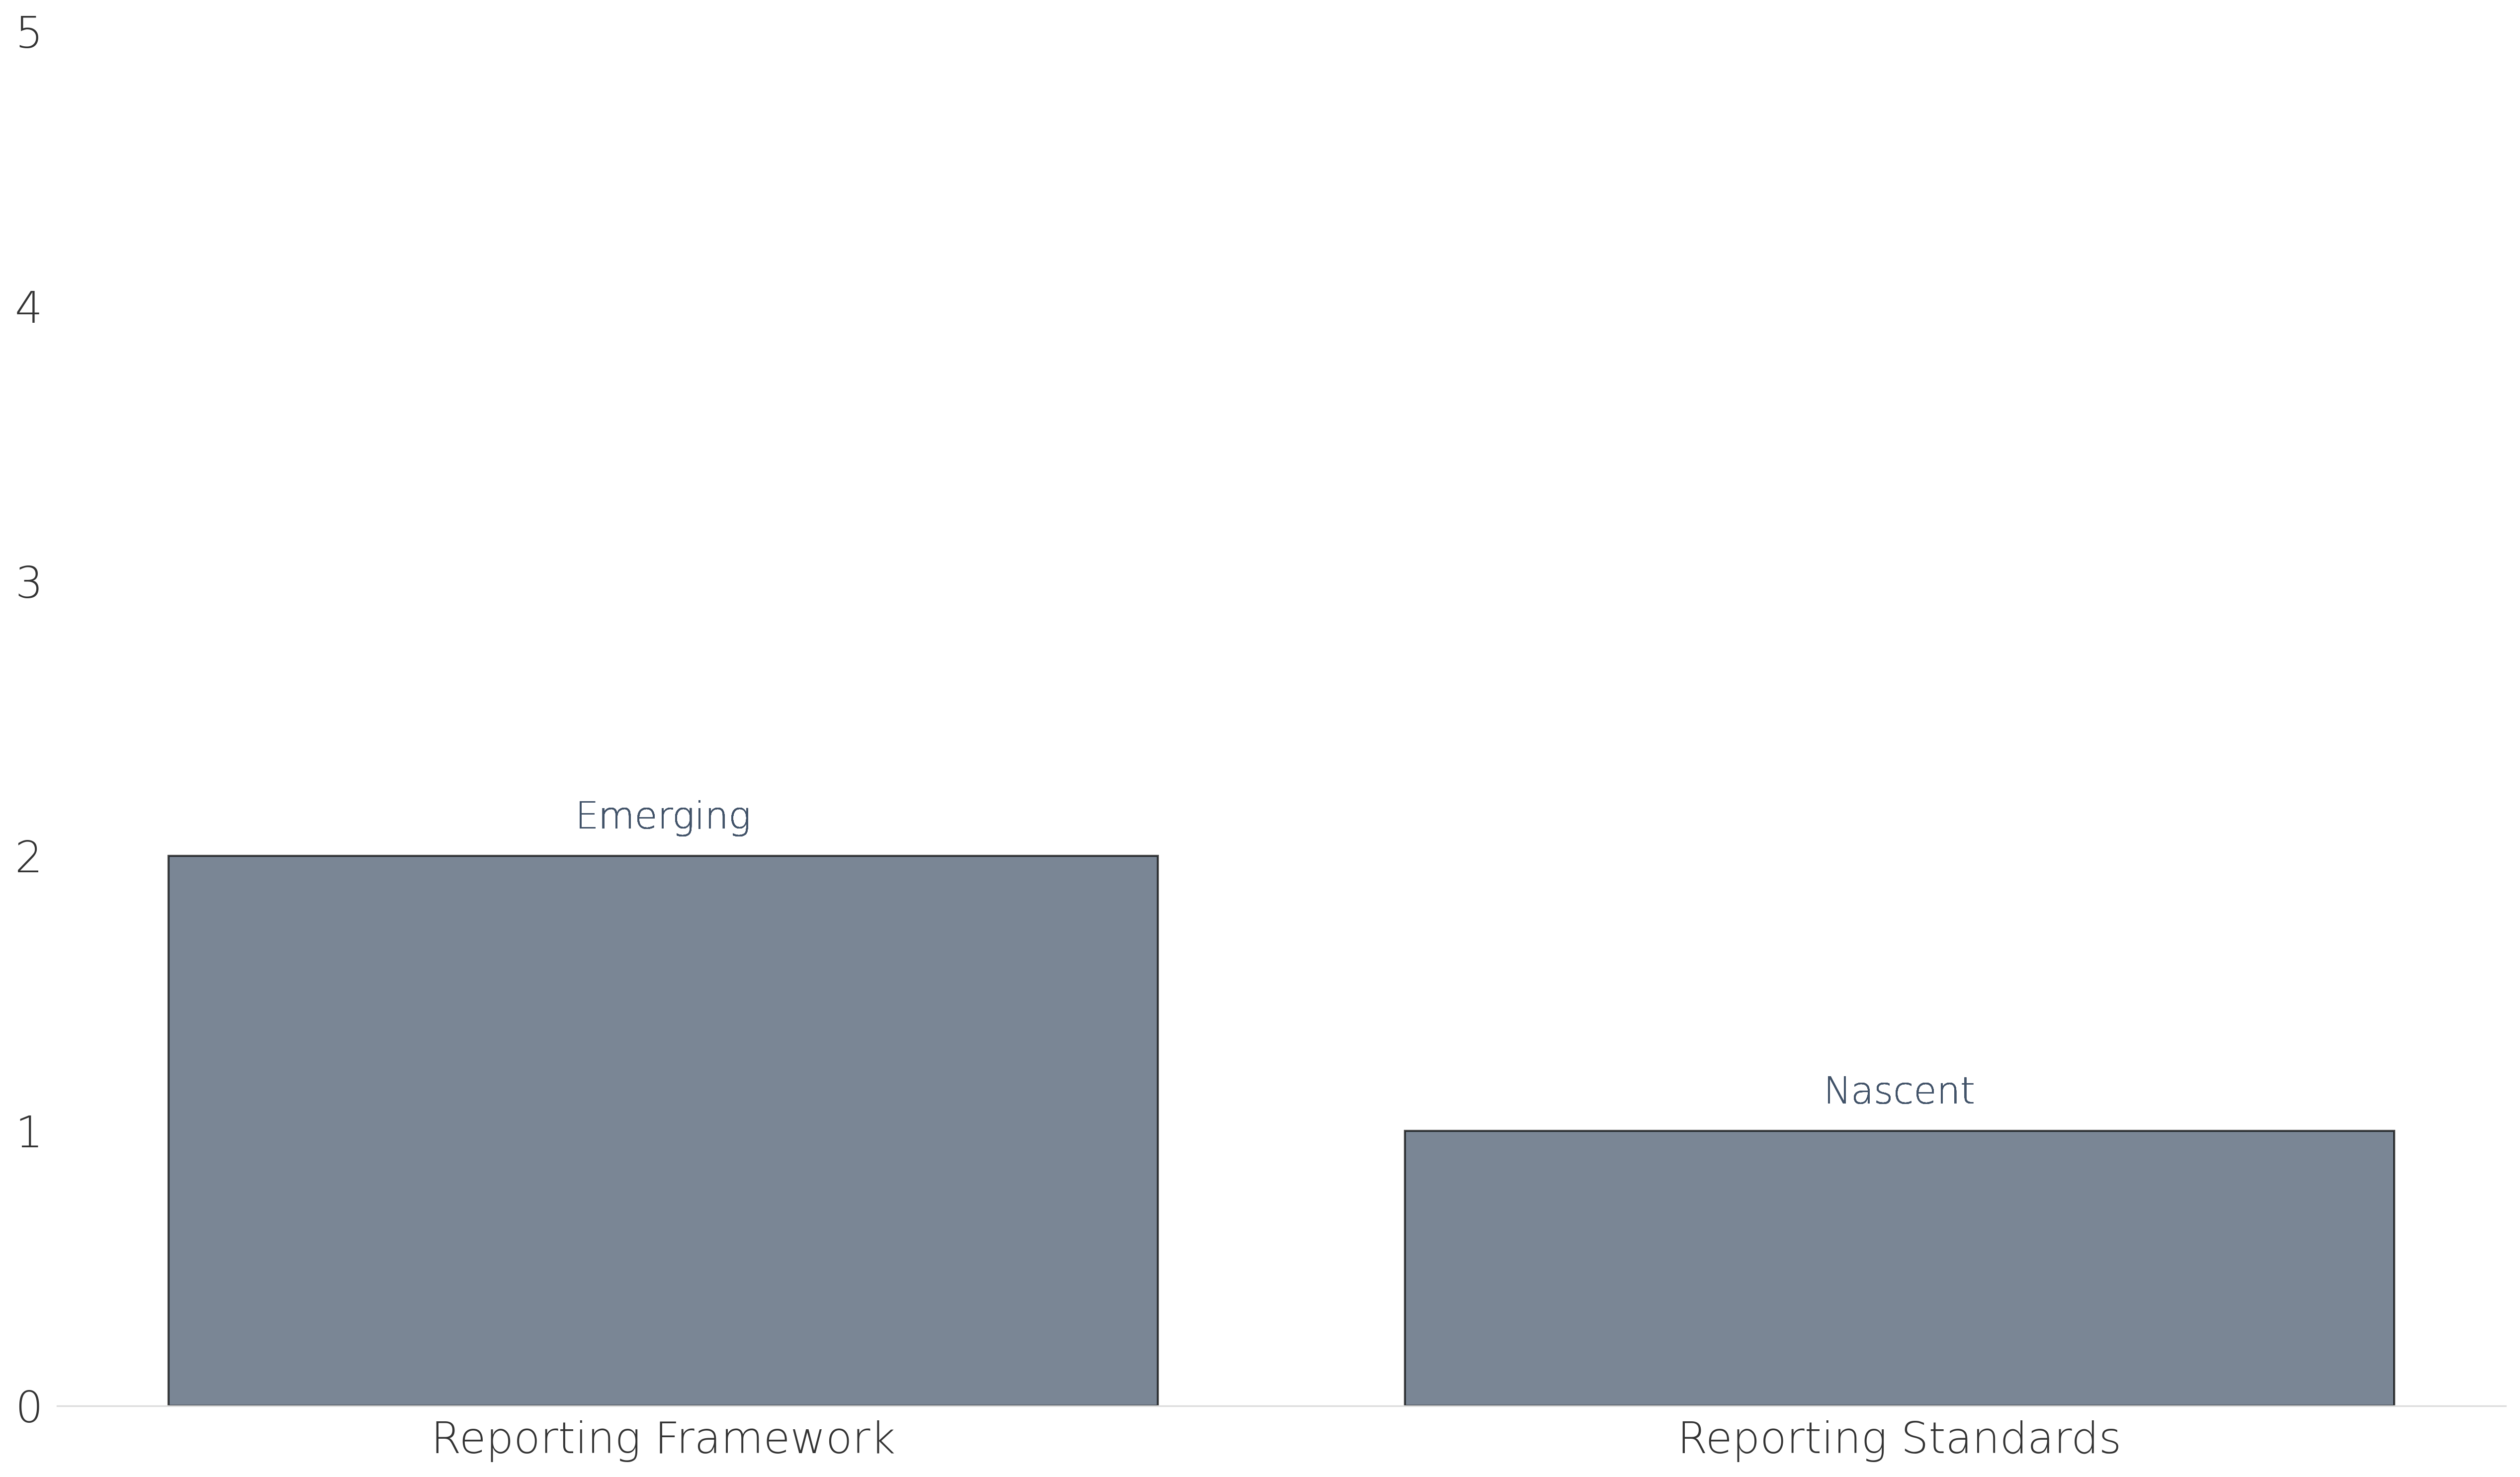 5
4
3
Emerging
2
Nascent
1
0
Reporting Framework
Reporting Standards